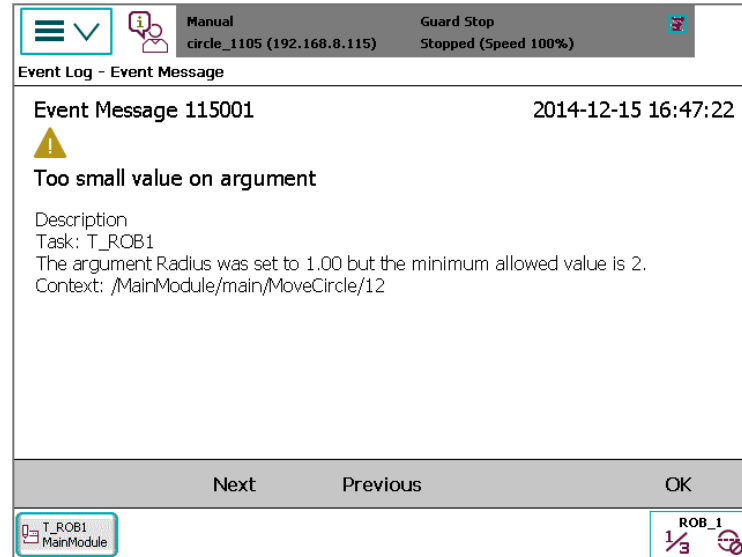 Manual
Guard Stop
circle_1105 (192.168.8.115)
Stopped (Speed 100%)
Event Log - Event Message
Event Message 115001
2014-12-15 16:47:22
Too small value on argument
Description
Task: T_ROB1
The argument Radius was set to 1.00 but the minimum allowed value is 2.
Context: /MainModule/main/MoveCircle/12
Next
Previous
OK
T_ROB1
MainModule
ROB_1
1/3